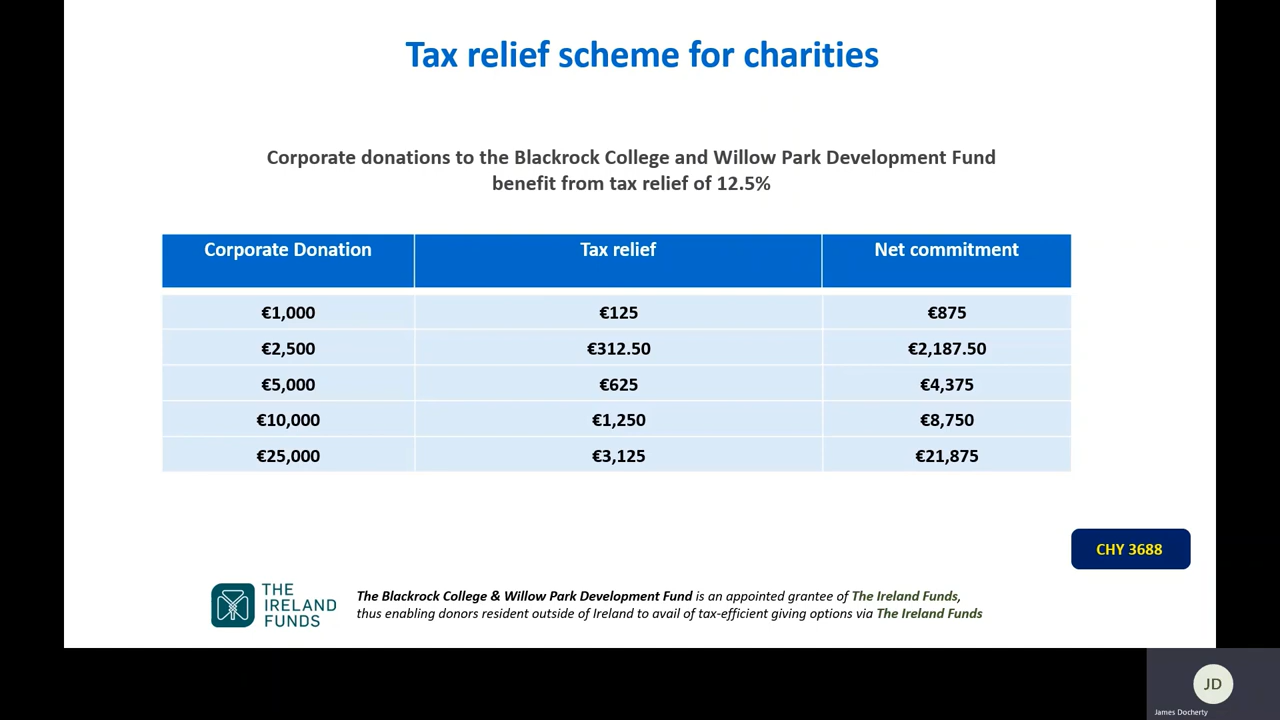 Tax relief scheme for charities
Corporate donations to the Blackrock College and Willow Park Development Fund
benefit from tax relief of 12.5%
Corporate Donation Tax relief Net commitment
€1,000 €125 €875
€2,500 €312.50 €2,187.50
€5,000 €625 €4,375
€10,000 €1,250 €8,750
€25,000 €3,125 €21,875
CHY 3688
THE
IRELAND
FUNDS
The Blackrock College & Willow Park Development Fund is an appointed grantee of The Ireland Funds,
thus enabling donors resident outside of Ireland to avail of tax-efficient giving options via The Ireland Funds
JD
James Docherty